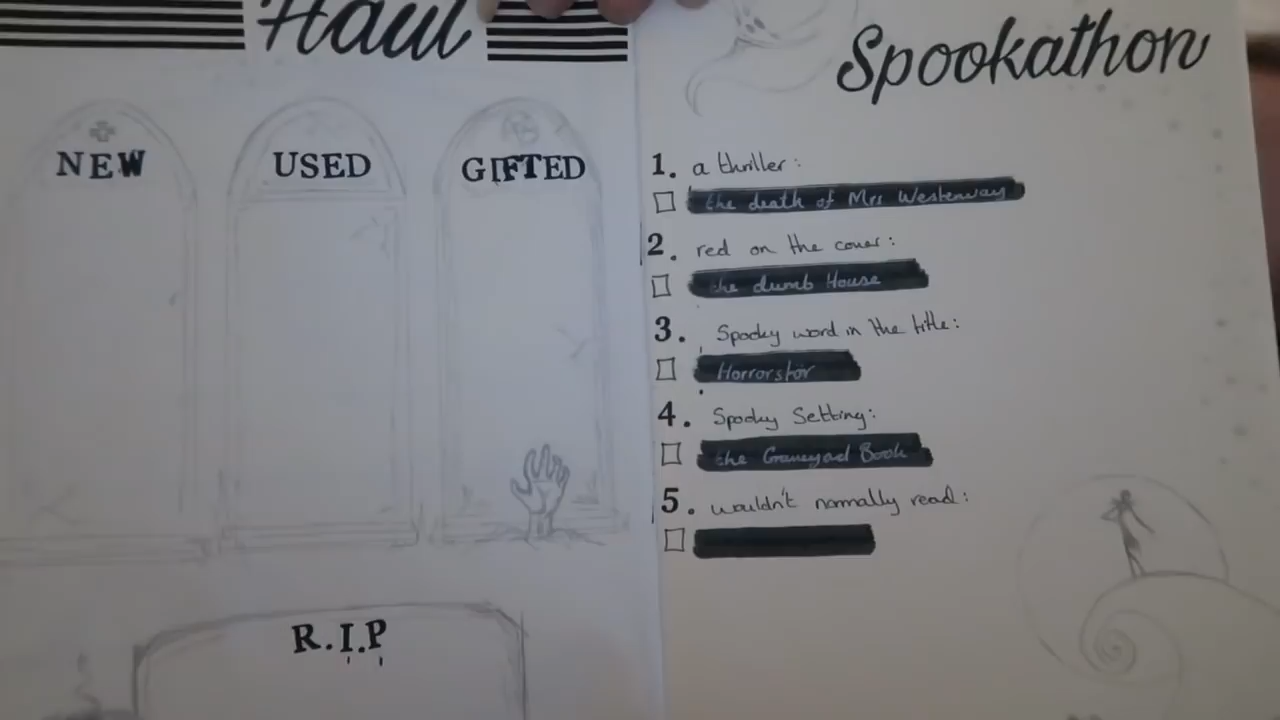 Haul
NEW
USED
GIFTED
R.I.P
Spookathon
1. a thriller:
the death of Mrs Westerway
2. red on the cover:
the dumb House
3. Spooky word in the title:
Horrorstör
4. Spooky Setting:
the Graveyard Book
5. wouldn't normally read: